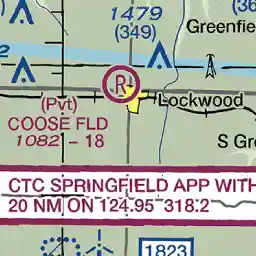 1479
(349)
(36
Greenfie
R
Lockwood
(Pvt)
COOSE FLD
1082 - 18
S Gr
CTC SPRINGFIELD APP WITH
20 NM ON 124.95 318.2
1823